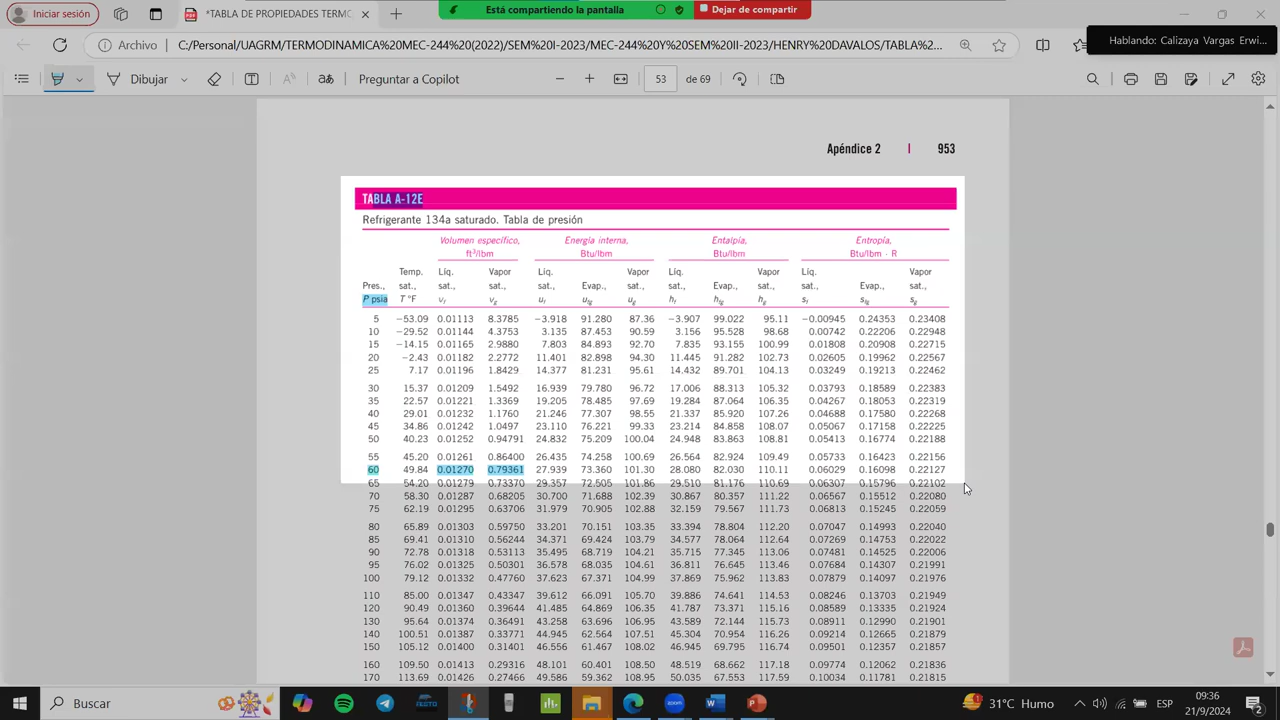 Iniciar sesión
*TABLA DE PROPIEDADES TERMC
Está compartiendo la pantalla
Dejar de compartir
Archivo
C:/Personal/UAGRM/TERMODINAMICA%20MEC-244%20(2022)/SEM%20I-2023/MEC-244%20Y%20SEM%20II-2023/HENRY%20DAVALOS/TABLA%2...
Hablando: Calizaya Vargas Erwi...
Dibujar
Preguntar a Copilot
53 de 69
Apéndice 2 | 953
TABLA A-12E
Refrigerante 134a saturado. Tabla de presión
Volumen específico, Energía interna, Entalpía, Entropía,
ft³/lbm Btu/lbm Btu/lbm Btu/lbm · R
Temp. Líq. Vapor Líq. Vapor Líq. Vapor Líq. Vapor
Pres., sat., sat., sat., sat., Evap., sat., sat., Evap., sat., sat., Evap., sat.,
P psia T °F vf vg uf ufg ug hf hfg hg sf sfg sg
5 −53.09 0.01113 8.3785 −3.918 91.280 87.36 −3.907 99.022 95.11 −0.00945 0.24353 0.23408
10 −29.52 0.01144 4.3753 3.135 87.453 90.59 3.156 95.528 98.68 0.00742 0.22206 0.22948
15 −14.15 0.01165 2.9880 7.803 84.893 92.70 7.835 93.155 100.99 0.01808 0.20908 0.22715
20 −2.43 0.01182 2.2772 11.401 82.898 94.30 11.445 91.282 102.73 0.02605 0.19962 0.22567
25 7.17 0.01196 1.8429 14.377 81.231 95.61 14.432 89.701 104.13 0.03249 0.19213 0.22462
30 15.37 0.01209 1.5492 16.939 79.780 96.72 17.006 88.313 105.32 0.03793 0.18589 0.22383
35 22.57 0.01221 1.3369 19.205 78.485 97.69 19.284 87.064 106.35 0.04267 0.18053 0.22319
40 29.01 0.01232 1.1760 21.246 77.307 98.55 21.337 85.920 107.26 0.04688 0.17580 0.22268
45 34.86 0.01242 1.0497 23.110 76.221 99.33 23.214 84.858 108.07 0.05067 0.17158 0.22225
50 40.23 0.01252 0.94791 24.832 75.209 100.04 24.948 83.863 108.81 0.05413 0.16774 0.22188
55 45.20 0.01261 0.86400 26.435 74.258 100.69 26.564 82.924 109.49 0.05733 0.16423 0.22156
60 49.84 0.01270 0.79361 27.939 73.360 101.30 28.080 82.030 110.11 0.06029 0.16098 0.22127
65 54.20 0.01279 0.73370 29.357 72.505 101.86 29.510 81.176 110.69 0.06307 0.15796 0.22102
70 58.30 0.01287 0.68205 30.700 71.688 102.39 30.867 80.357 111.22 0.06567 0.15512 0.22080
75 62.19 0.01295 0.63706 31.979 70.905 102.88 32.159 79.567 111.73 0.06813 0.15245 0.22059
80 65.89 0.01303 0.59750 33.201 70.151 103.35 33.394 78.804 112.20 0.07047 0.14993 0.22040
85 69.41 0.01310 0.56244 34.371 69.424 103.79 34.577 78.064 112.64 0.07269 0.14753 0.22022
90 72.78 0.01318 0.53113 35.495 68.719 104.21 35.715 77.345 113.06 0.07481 0.14525 0.22006
95 76.02 0.01325 0.50301 36.578 68.035 104.61 36.811 76.645 113.46 0.07684 0.14307 0.21991
100 79.12 0.01332 0.47760 37.623 67.371 104.99 37.869 75.962 113.83 0.07879 0.14097 0.21976
110 85.00 0.01347 0.43347 39.612 66.091 105.70 39.886 74.641 114.53 0.08246 0.13703 0.21949
120 90.49 0.01360 0.39644 41.485 64.869 106.35 41.787 73.371 115.16 0.08589 0.13335 0.21924
130 95.64 0.01374 0.36491 43.258 63.696 106.95 43.589 72.144 115.73 0.08911 0.12990 0.21901
140 100.51 0.01387 0.33771 44.945 62.564 107.51 45.304 70.954 116.26 0.09214 0.12665 0.21879
150 105.12 0.01400 0.31401 46.556 61.467 108.02 46.945 69.795 116.74 0.09501 0.12357 0.21857
160 109.50 0.01413 0.29316 48.101 60.401 108.50 48.519 68.662 117.18 0.09774 0.12062 0.21836
170 113.69 0.01426 0.27466 49.586 59.362 108.95 50.035 67.553 117.59 0.10034 0.11781 0.21815
Buscar
FESTO
zoom
31°C Humo
ESP
09:36
21/9/2024
2